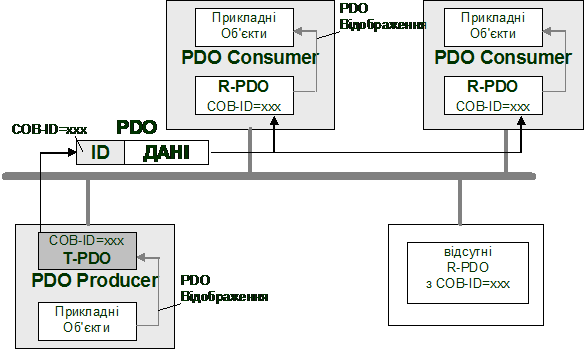 Прикладні
Об'єкти
PDO
Відображення
PDO Consumer
R-PDO
COB-ID=xxx
PDO
Відображення
Прикладні
Об'єкти
PDO Consumer
R-PDO
COB-ID=xxx
COB-ID=xxx
PDO
ID
ДАНІ
COB-ID=xxx
T-PDO
PDO Producer
PDO
Відображення
Прикладні
Об'єкти
відсутні
R-PDO
з COB-ID=xxx